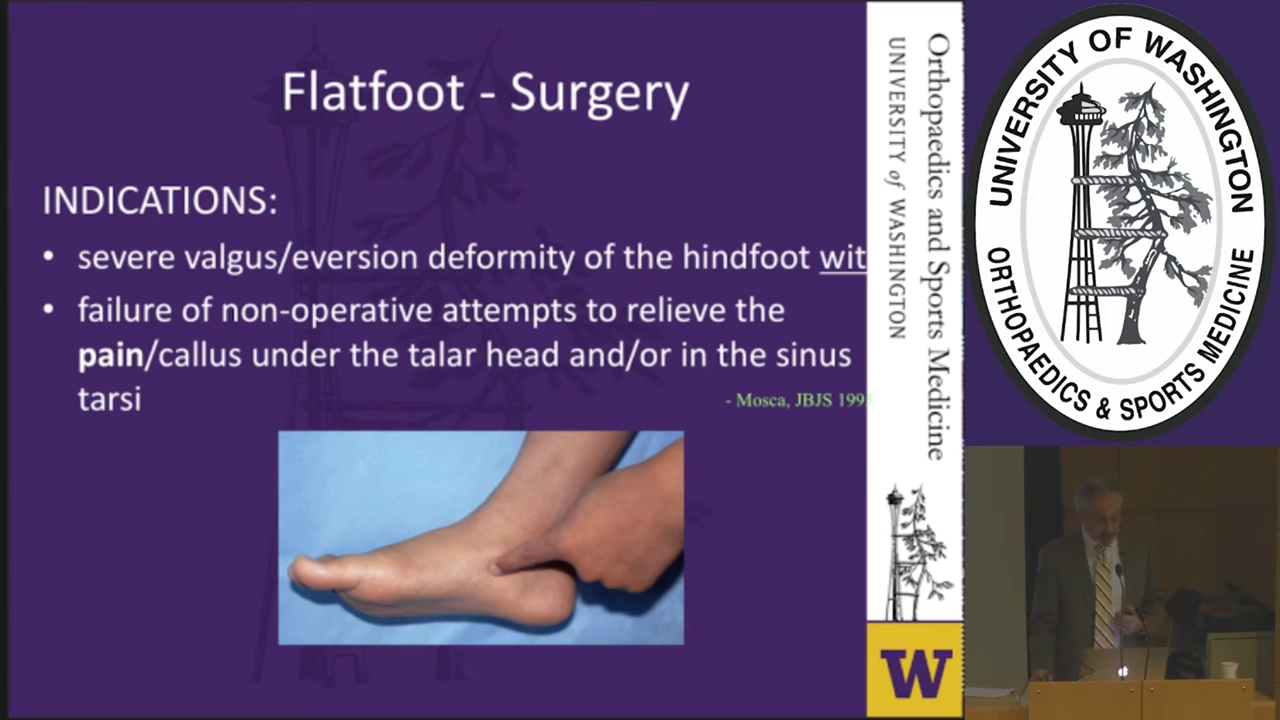 Flatfoot - Surgery
INDICATIONS:
• severe valgus/eversion deformity of the hindfoot wit
• failure of non-operative attempts to relieve the
pain/callus under the talar head and/or in the sinus
tarsi
- Mosca, JBJS 199
Orthopaedics and Sports Medicine
UNIVERSITY of WASHINGTON
W
UNIVERSITY OF WASHINGTON
ORTHOPAEDICS & SPORTS MEDICINE